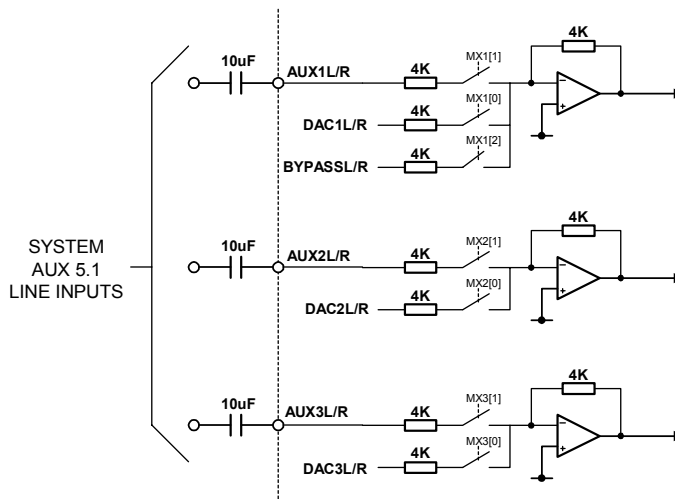 10uF
AUX1L/R
4K
MX1[1]
4K
DAC1L/R
4K
MX1[0]
BYPASSL/R
4K
MX1[2]
SYSTEM
AUX 5.1
LINE INPUTS
10uF
AUX2L/R
4K
MX2[1]
4K
DAC2L/R
4K
MX2[0]
10uF
AUX3L/R
4K
MX3[1]
4K
DAC3L/R
4K
MX3[0]